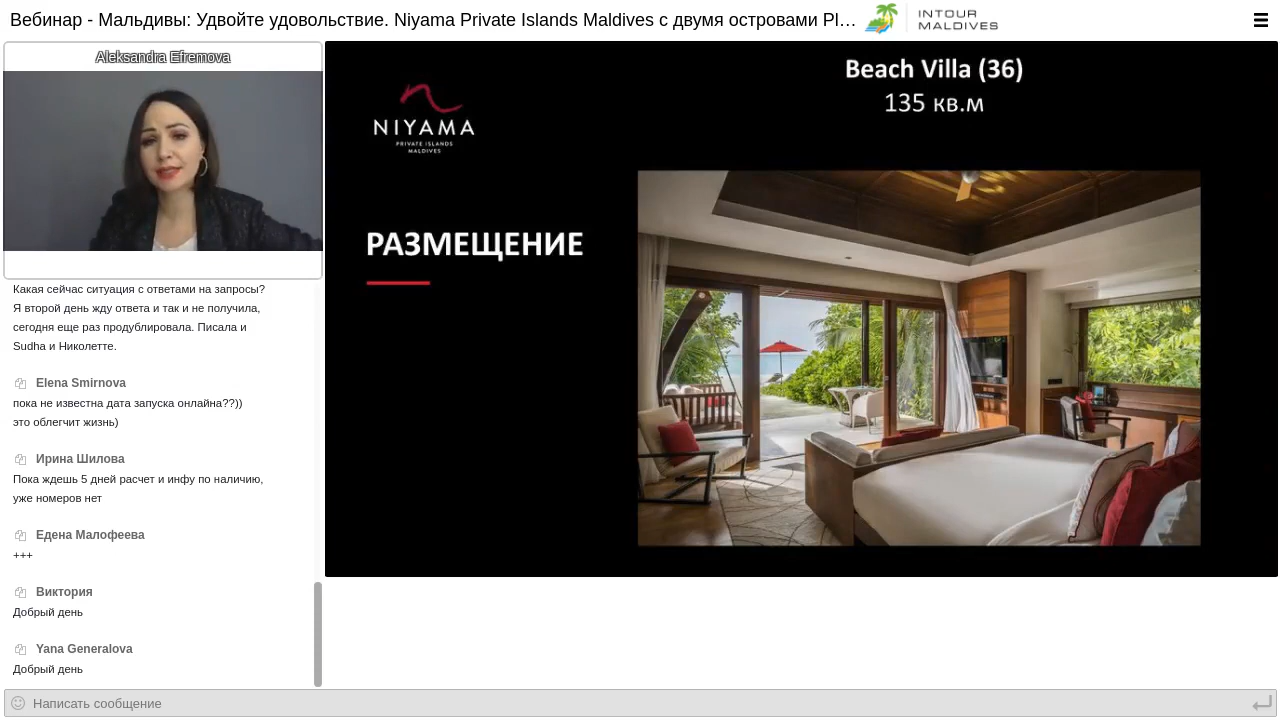 Вебинар - Мальдивы: Удвойте удовольствие. Niyama Private Islands Maldives с двумя островами Pl…
INTOUR
MALDIVES
Aleksandra Efremova
Beach Villa (36)
135 кв.м
NIYAMA
PRIVATE ISLANDS
MALDIVES
РАЗМЕЩЕНИЕ
Какая сейчас ситуация с ответами на запросы?
Я второй день жду ответа и так и не получила,
сегодня еще раз продублировала. Писала и
Sudha и Николетте.
Elena Smirnova
пока не известна дата запуска онлайна??))
это облегчит жизнь)
Ирина Шилова
Пока ждешь 5 дней расчет и инфу по наличию,
уже номеров нет
Едена Малофеева
+++
Виктория
Добрый день
Yana Generalova
Добрый день
Написать сообщение